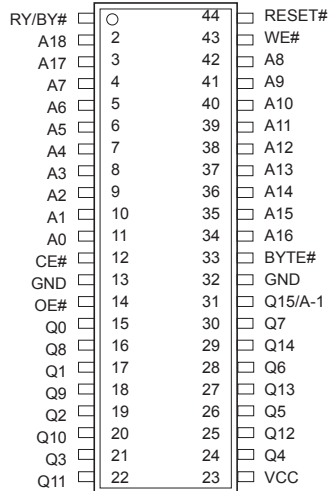 RY/BY# 44 RESET#
A18 2 43 WE#
A17 3 42 A8
A7 4 41 A9
A6 5 40 A10
A5 6 39 A11
A4 7 38 A12
A3 8 37 A13
A2 9 36 A14
A1 10 35 A15
A0 11 34 A16
CE# 12 33 BYTE#
GND 13 32 GND
OE# 14 31 Q15/A-1
Q0 15 30 Q7
Q8 16 29 Q14
Q1 17 28 Q6
Q9 18 27 Q13
Q2 19 26 Q5
Q10 20 25 Q12
Q3 21 24 Q4
Q11 22 23 VCC